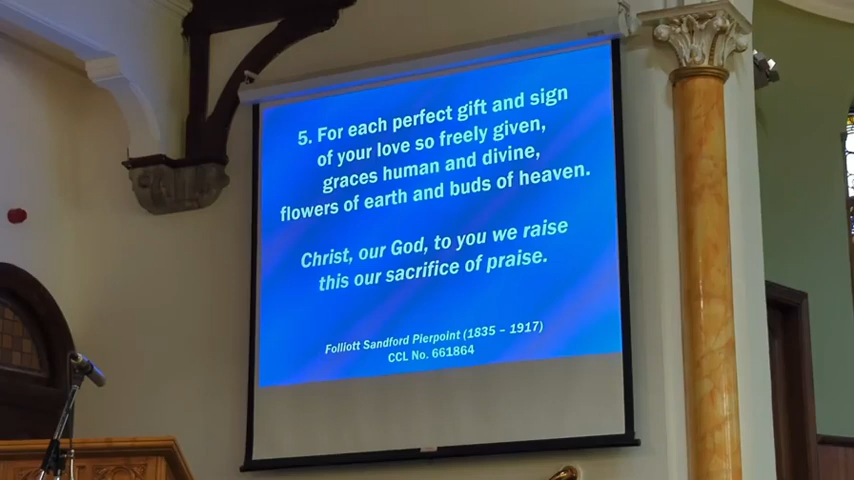 5. For each perfect gift and sign
of your love so freely given,
graces human and divine,
flowers of earth and buds of heaven.
Christ, our God, to you we raise
this our sacrifice of praise.
Folliott Sandford Pierpoint (1835 – 1917)
CCL No. 661864